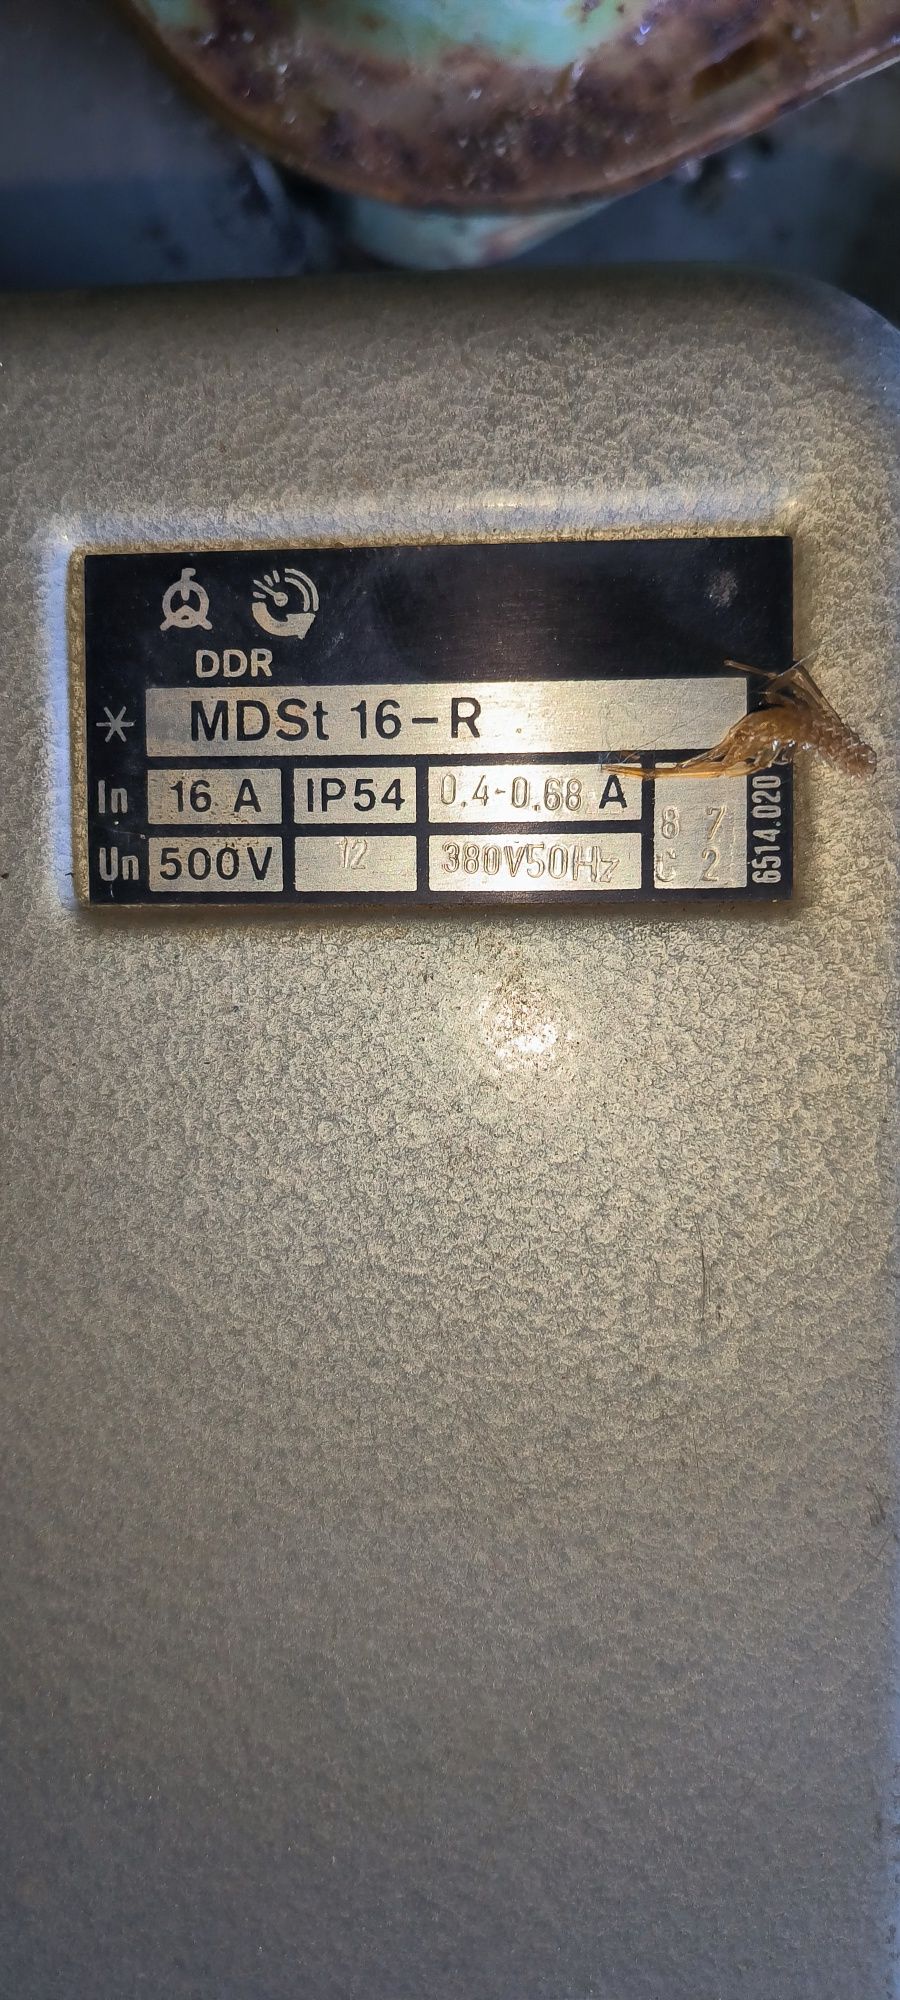 DDR
* MDSt 16-R
In 16 A IP54 0.4-0.68 A 8 7
Un 500V 12 380V50Hz 2
6514.020